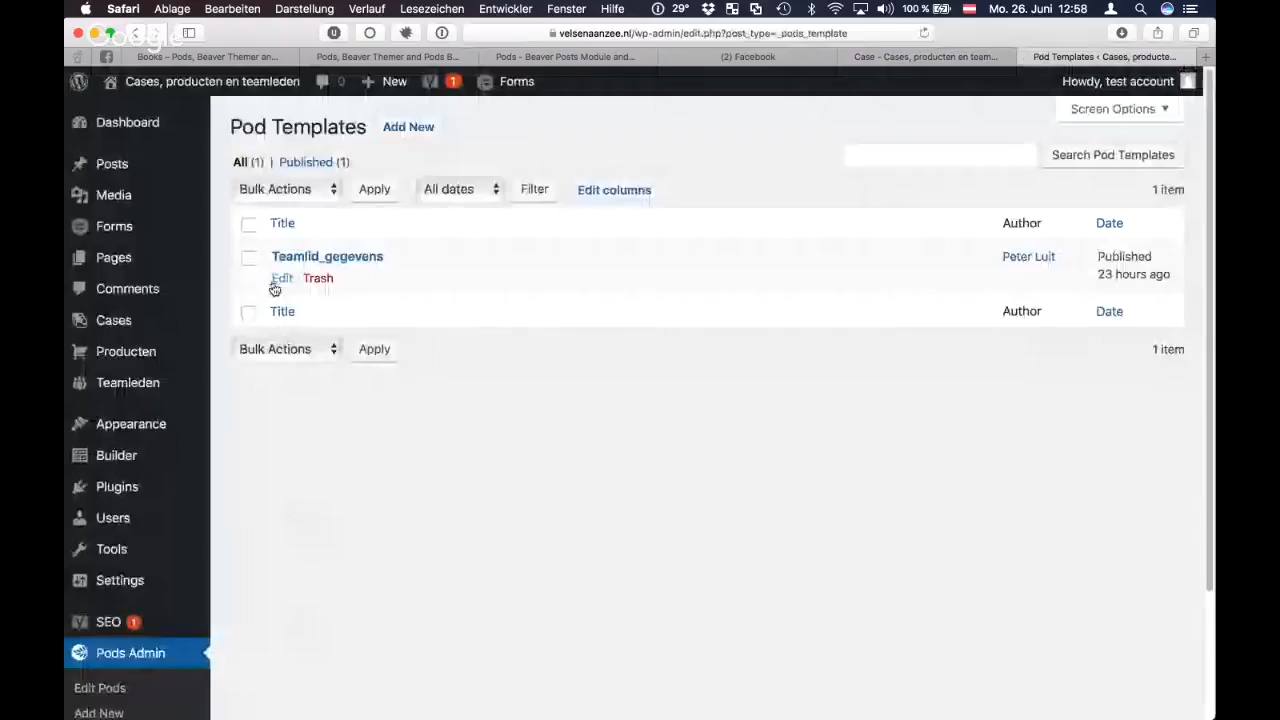 Safari Ablage Bearbeiten Darstellung Verlauf Lesezeichen Entwickler Fenster Hilfe 29° 100 % Mo. 26. Juni 12:58
Google
velsenaanzee.nl/wp-admin/edit.php?post_type=_pods_template
Books – Pods, Beaver Themer an... Pods, Beaver Themer and Pods B... Pods - Beaver Posts Module and... (2) Facebook Case - Cases, producten en team... Pod Templates ‹ Cases, producte...
Cases, producten en teamleden 0 New 1 Forms Howdy, test account
Screen Options
Dashboard
Posts
Media
Forms
Pages
Comments
Cases
Producten
Teamleden
Appearance
Builder
Plugins
Users
Tools
Settings
SEO 1
Pods Admin
Edit Pods
Add New
Pod Templates Add New
All (1) | Published (1)
Search Pod Templates
Bulk Actions Apply All dates Filter Edit columns 1 item
Title Author Date
Teamlid_gegevens Peter Luit Published
23 hours ago
Edit Trash
Title Author Date
Bulk Actions Apply 1 item